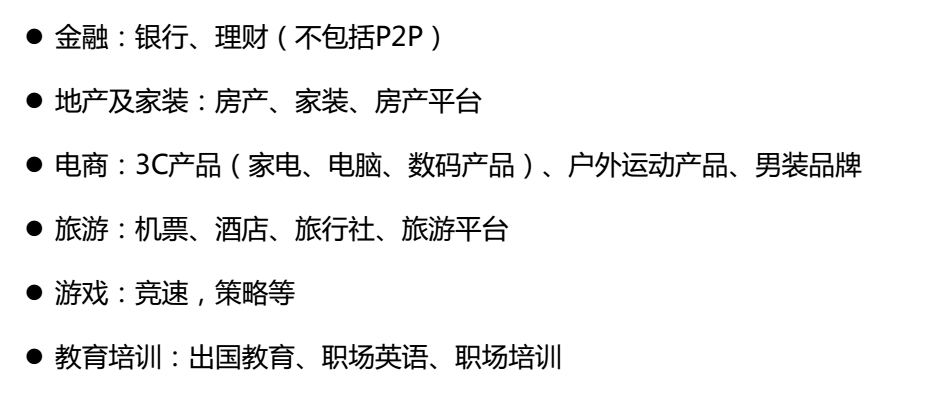 ● 金融：银行、理财（不包括P2P）
● 地产及家装：房产、家装、房产平台
● 电商：3C产品（家电、电脑、数码产品）、户外运动产品、男装品牌
● 旅游：机票、酒店、旅行社、旅游平台
● 游戏：竞速，策略等
● 教育培训：出国教育、职场英语、职场培训